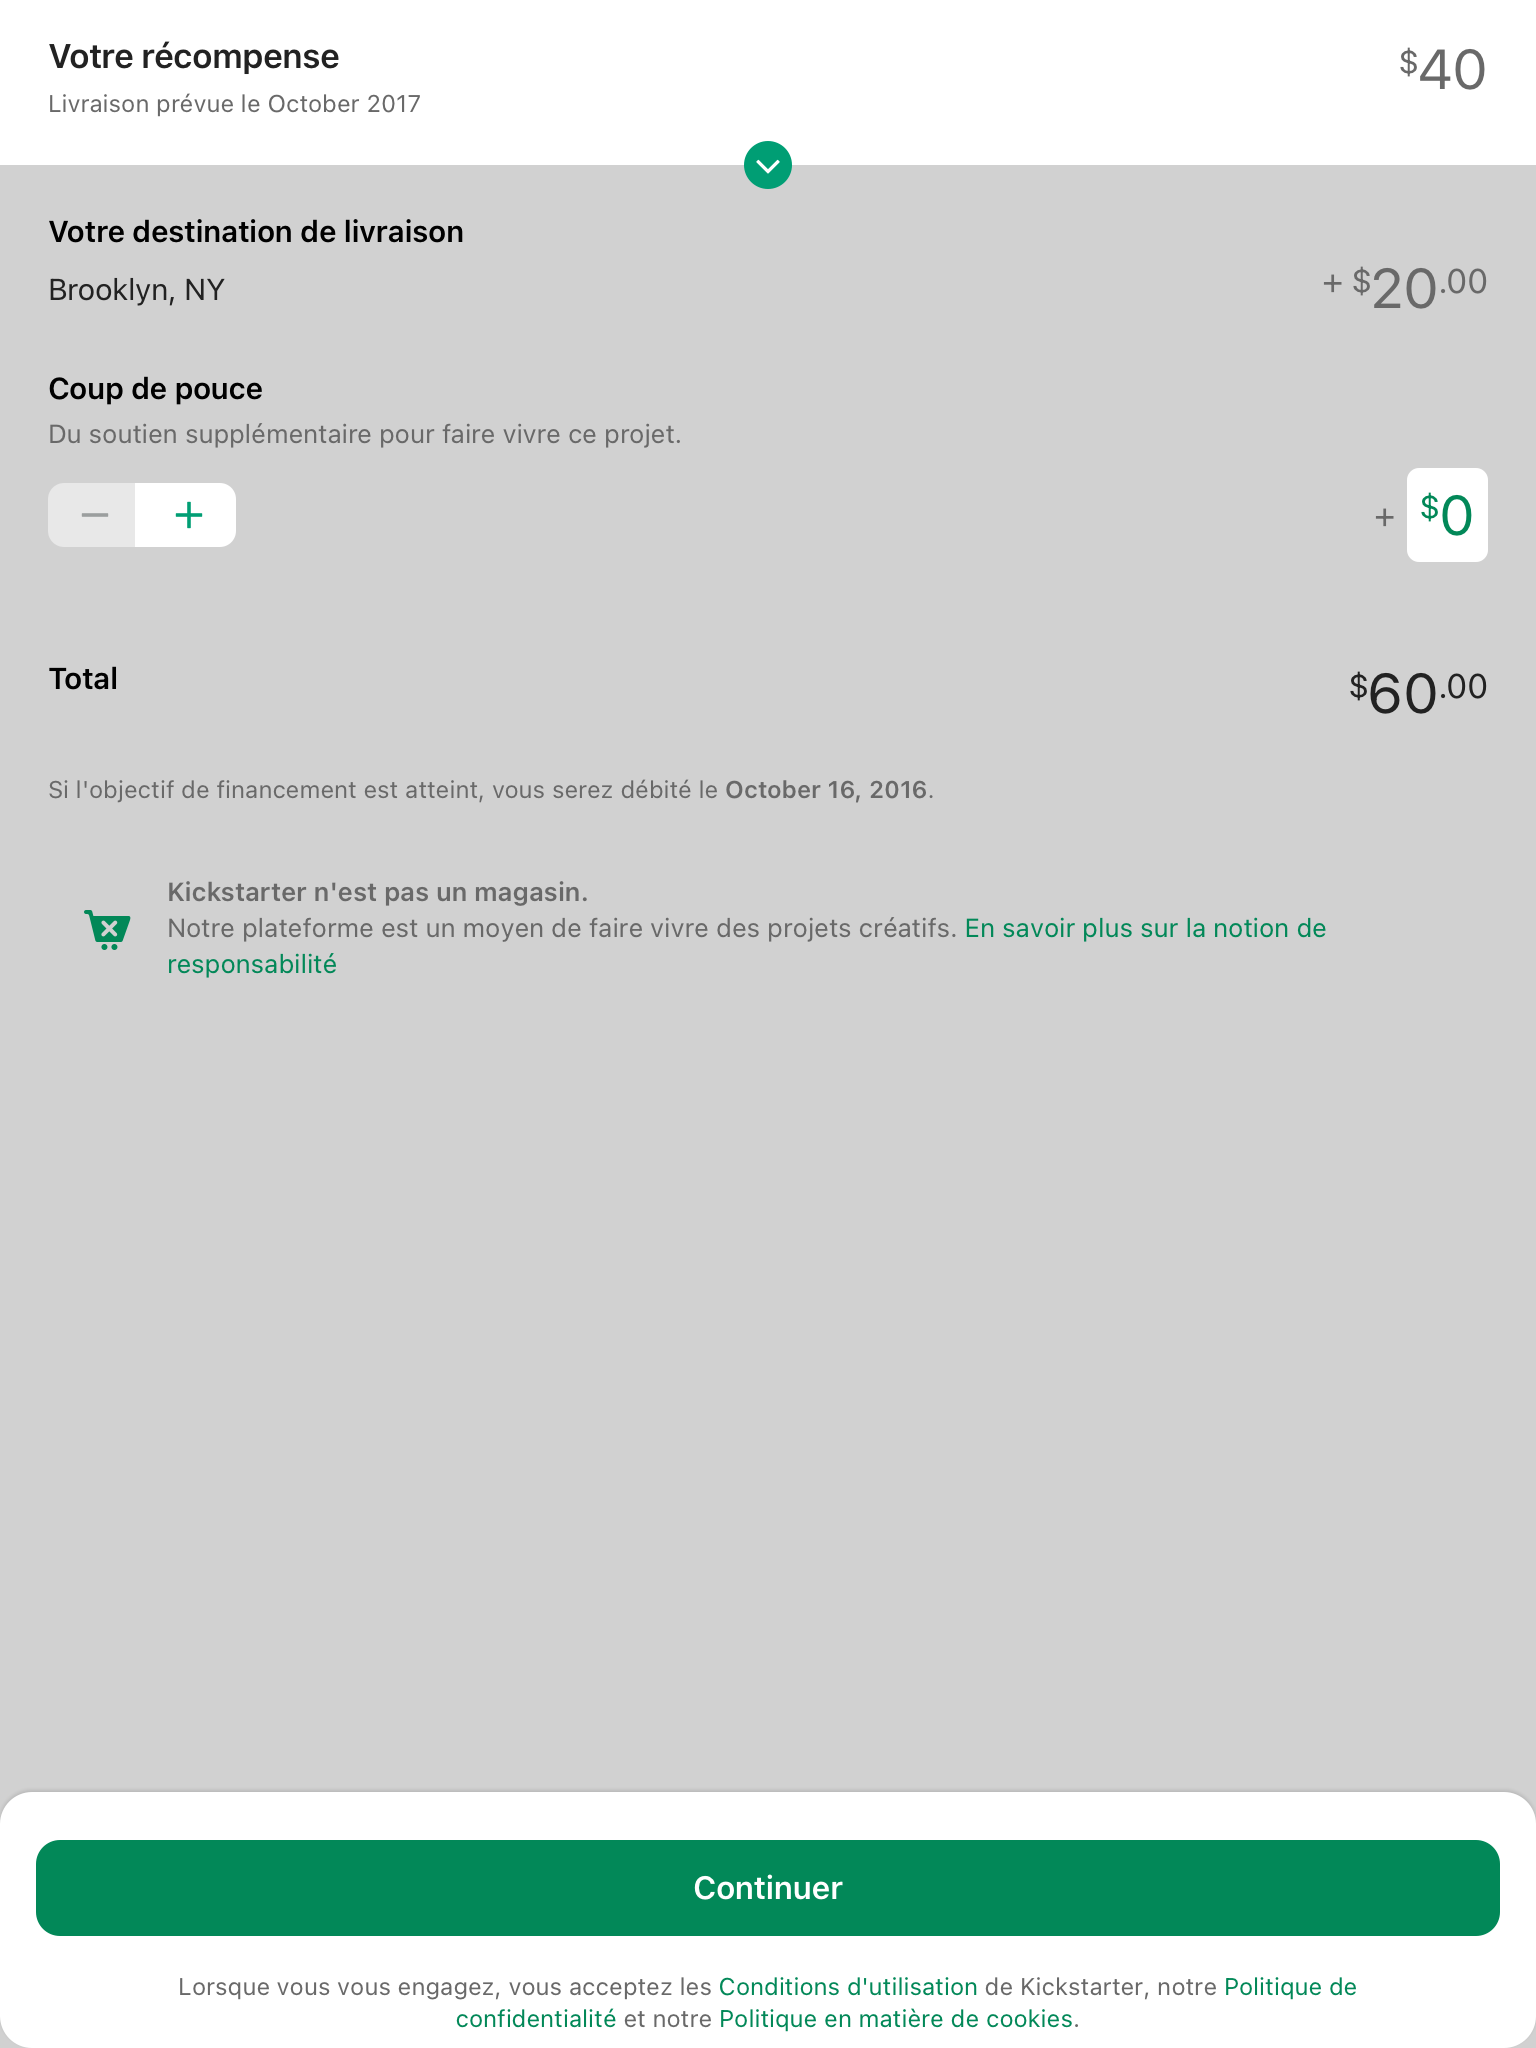 Votre récompense
$40
Livraison prévue le October 2017
Votre destination de livraison
Brooklyn, NY
+ $20.00
Coup de pouce
Du soutien supplémentaire pour faire vivre ce projet.
− +
+ $0
Total
$60.00
Si l'objectif de financement est atteint, vous serez débité le October 16, 2016.
Kickstarter n'est pas un magasin.
Notre plateforme est un moyen de faire vivre des projets créatifs. En savoir plus sur la notion de
responsabilité
Continuer
Lorsque vous vous engagez, vous acceptez les Conditions d'utilisation de Kickstarter, notre Politique de
confidentialité et notre Politique en matière de cookies.